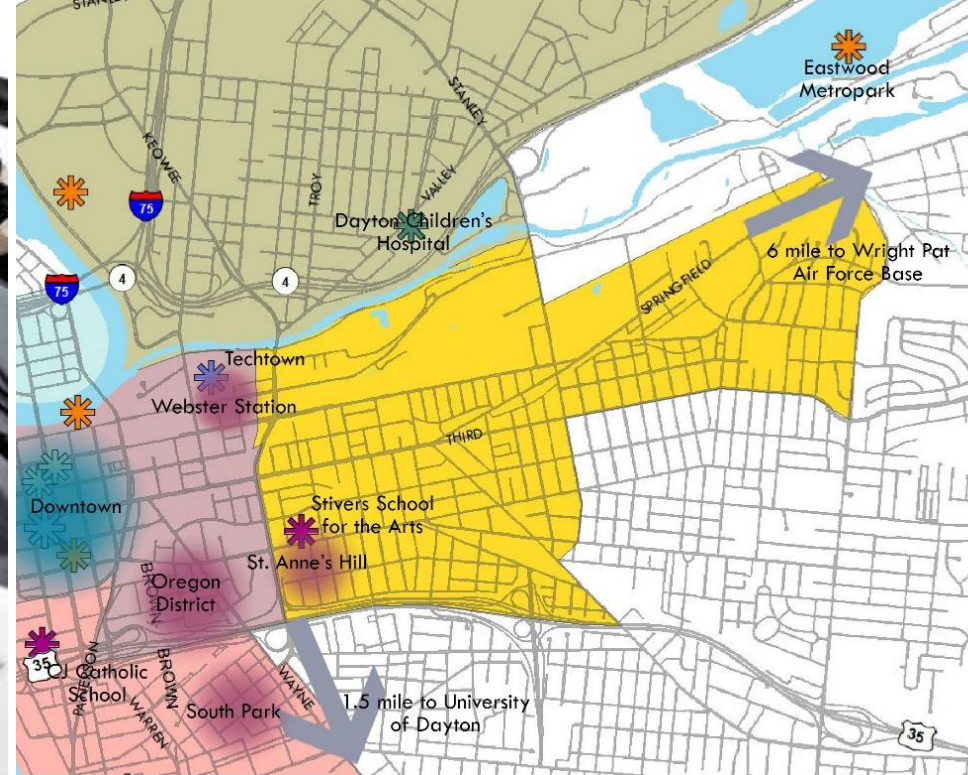 STANLEY
Eastwood
Metropark
STANLEY
KEOWEE
75
TROY
VALLEY
Dayton Children's
Hospital
6 mile to Wright Pat
Air Force Base
4
4
75
SPRINGFIELD
Techtown
Webster Station
THIRD
Downtown
Stivers School
for the Arts
St. Anne's Hill
BROWN
Oregon
District
35
CJ Catholic
School
PATTERSON
BROWN
WARREN
South Park
WAYNE
1.5 mile to University
of Dayton
35